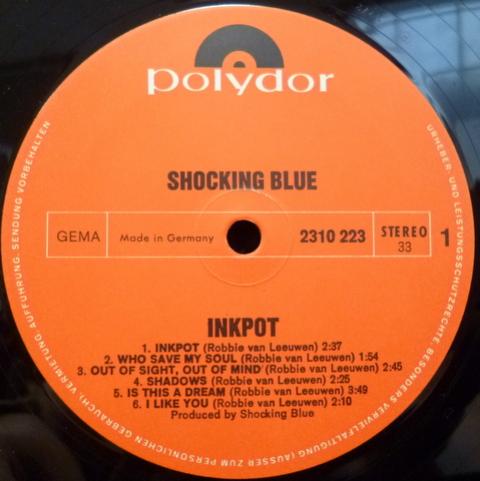 polydor
SHOCKING BLUE
GEMA
Made in Germany
2310 223
STEREO
33
1
INKPOT
1. INKPOT (Robbie van Leeuwen) 2:37
2. WHO SAVE MY SOUL (Robbie van Leeuwen) 1:54
3. OUT OF SIGHT, OUT OF MIND (Robbie van Leeuwen) 2:45
4. SHADOWS (Robbie van Leeuwen) 2:25
5. IS THIS A DREAM (Robbie van Leeuwen) 3:49
6. I LIKE YOU (Robbie van Leeuwen) 2:10
Produced by Shocking Blue
URHEBER- UND LEISTUNGSSCHUTZRECHTE, BESONDERS VERVIELFÄLTIGUNG (AUSSER ZUM PERSÖNLICHEN GEBRAUCH), VERMIETUNG, AUFFÜHRUNG, SENDUNG VORBEHALTEN